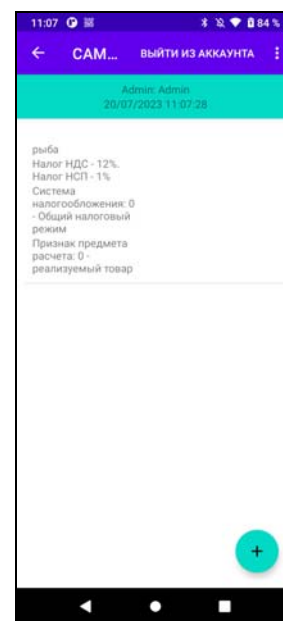 11:07 84 %
САМ... ВЫЙТИ ИЗ АККАУНТА
Admin: Admin
20/07/2023 11:07:28
рыба
Налог НДС - 12%.
Налог НСП - 1%
Система
налогообложения: 0
- Общий налоговый
режим
Признак предмета
расчета: 0 -
реализуемый товар
+